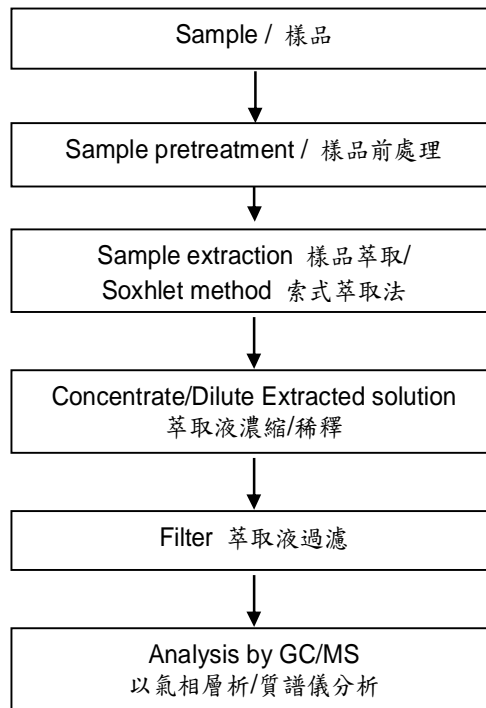 Sample / 樣品
Sample pretreatment / 樣品前處理
Sample extraction 樣品萃取/
Soxhlet method 索式萃取法
Concentrate/Dilute Extracted solution
萃取液濃縮/稀釋
Filter 萃取液過濾
Analysis by GC/MS
以氣相層析/質譜儀分析